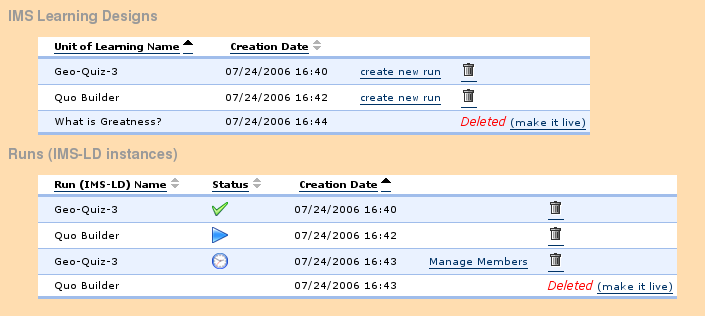 IMS Learning Designs
Unit of Learning Name Creation Date
Geo-Quiz-3 07/24/2006 16:40 create new run
Quo Builder 07/24/2006 16:42 create new run
What is Greatness? 07/24/2006 16:44 Deleted (make it live)
Runs (IMS-LD instances)
Run (IMS-LD) Name Status Creation Date
Geo-Quiz-3 07/24/2006 16:40
Quo Builder 07/24/2006 16:42
Geo-Quiz-3 07/24/2006 16:43 Manage Members
Quo Builder 07/24/2006 16:43 Deleted (make it live)